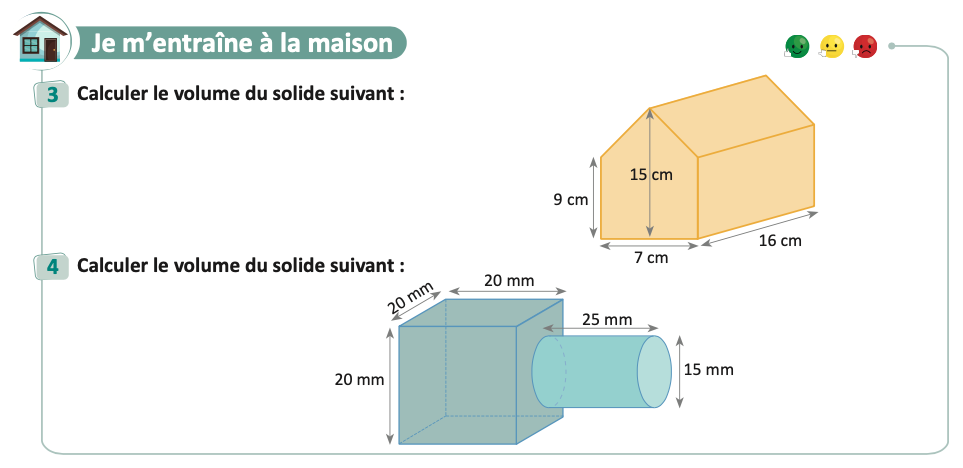 Je m’entraîne à la maison
3 Calculer le volume du solide suivant :
15 cm
9 cm
7 cm
16 cm
4 Calculer le volume du solide suivant :
20 mm
20 mm
25 mm
20 mm
15 mm